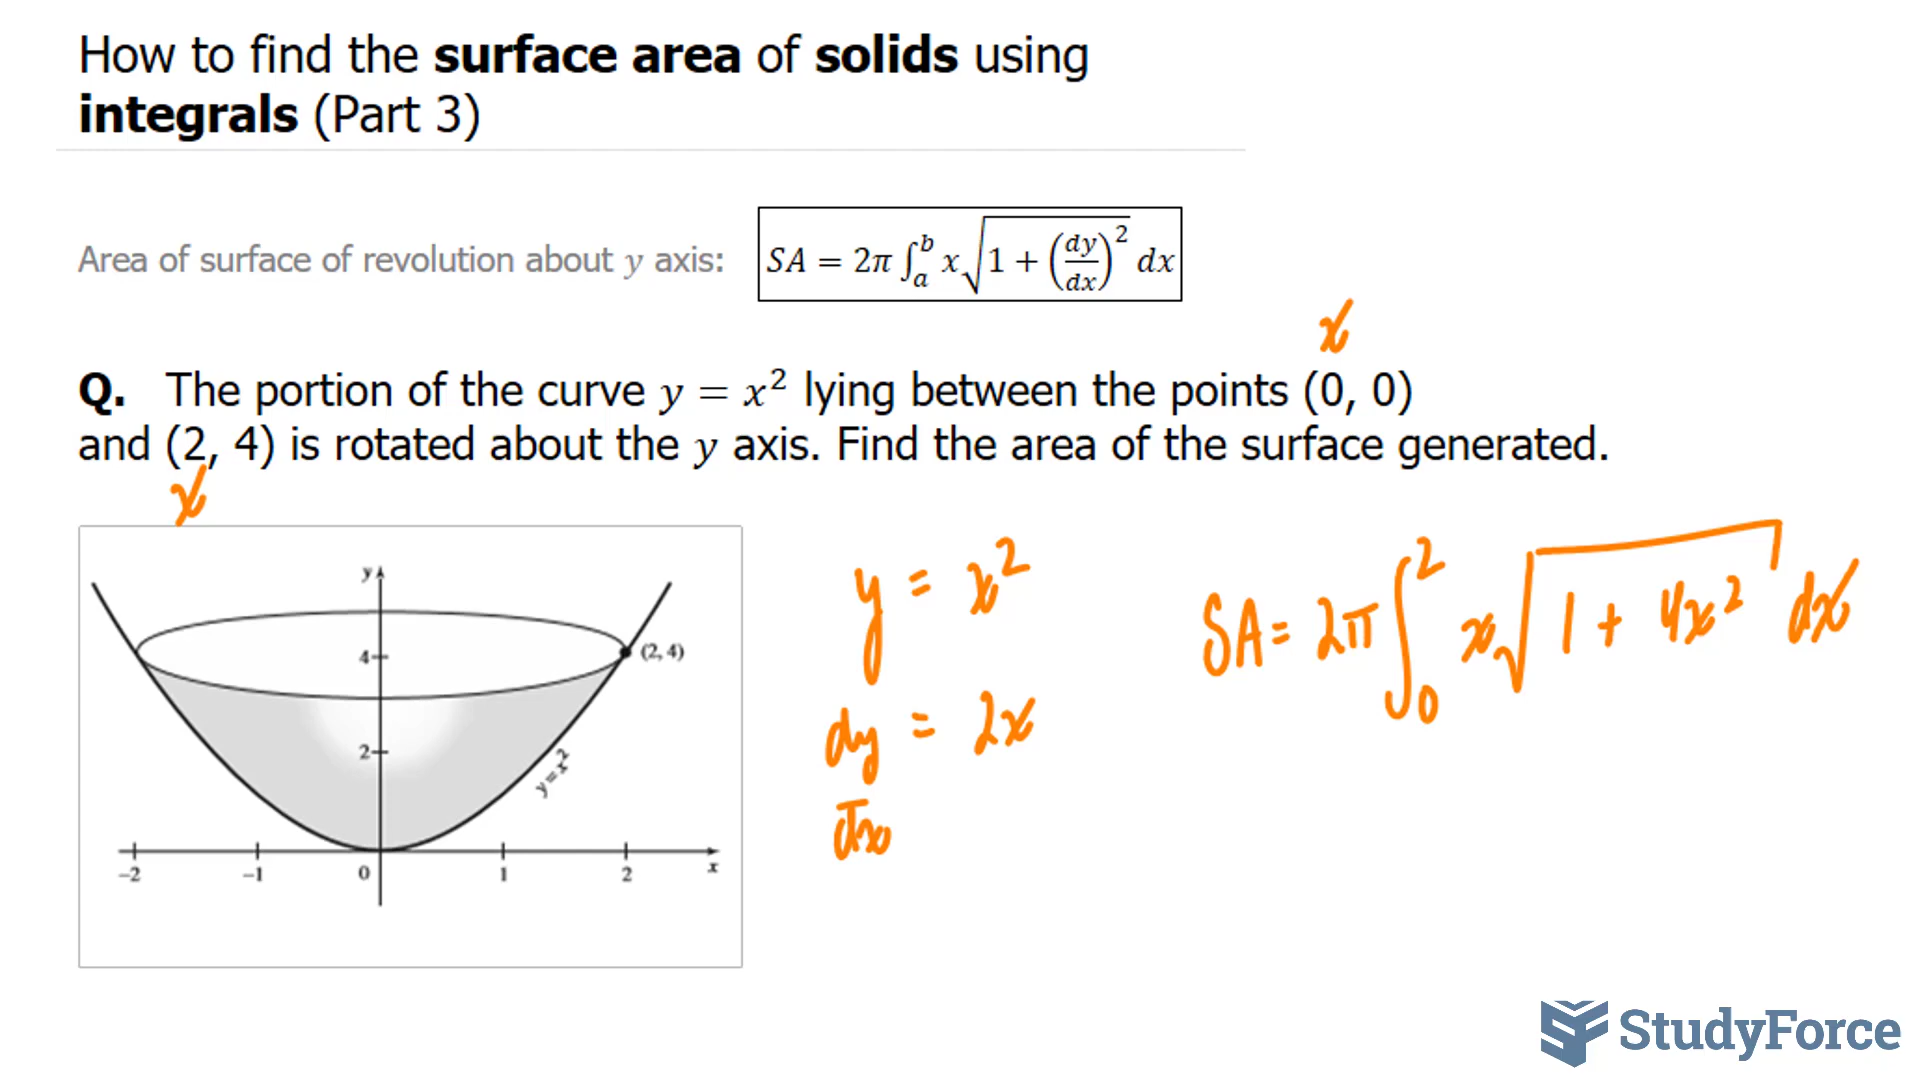 How to find the surface area of solids using
integrals (Part 3)
Area of surface of revolution about y axis:
SA = 2π ∫_a^b x√(1 + (dy/dx)²) dx
x
Q. The portion of the curve y = x² lying between the points (0, 0)
and (2, 4) is rotated about the y axis. Find the area of the surface generated.
x
y
4
(2, 4)
2
y = x²
-2 -1 0 1 2 x
y = x²
dy/dx = 2x
SA = 2π ∫_0^2 x√(1 + 4x²) dx
StudyForce